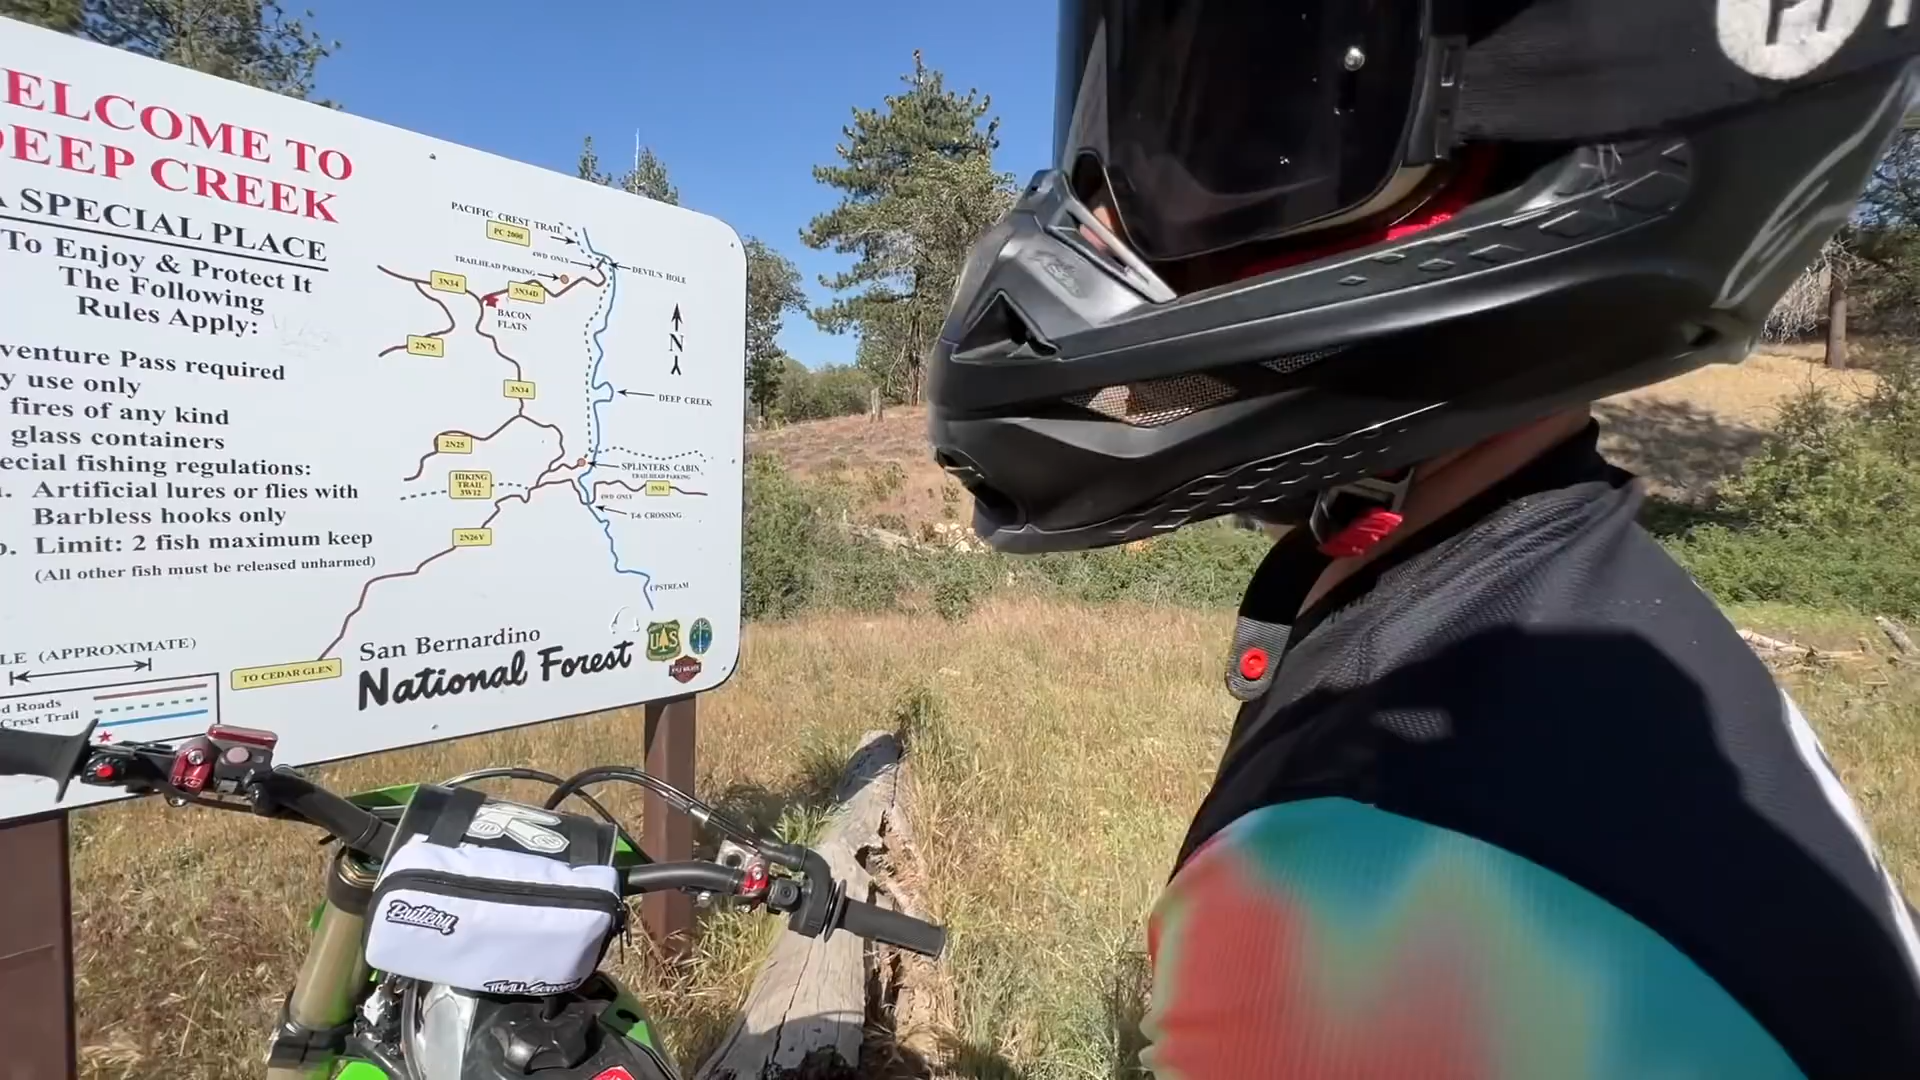 ELCOME TO
DEEP CREEK
A SPECIAL PLACE
To Enjoy & Protect It
The Following
Rules Apply:
venture Pass required
y use only
fires of any kind
glass containers
ecial fishing regulations:
Artificial lures or flies with
Barbless hooks only
Limit: 2 fish maximum keep
(All other fish must be released unharmed)
LE (APPROXIMATE)
d Roads
Crest Trail
PACIFIC CREST TRAIL
PC 2000
4WD ONLY
TRAILHEAD PARKING
DEVIL'S HOLE
3N34
3N34D
BACON
FLATS
N
2N75
3N34
DEEP CREEK
2N25
SPLINTERS CABIN
TRAILHEAD PARKING
HIKING
TRAIL
3W12
4WD ONLY
3N34
T-6 CROSSING
2N26Y
UPSTREAM
San Bernardino
National Forest
UAS
TO CEDAR GLEN
Buttery